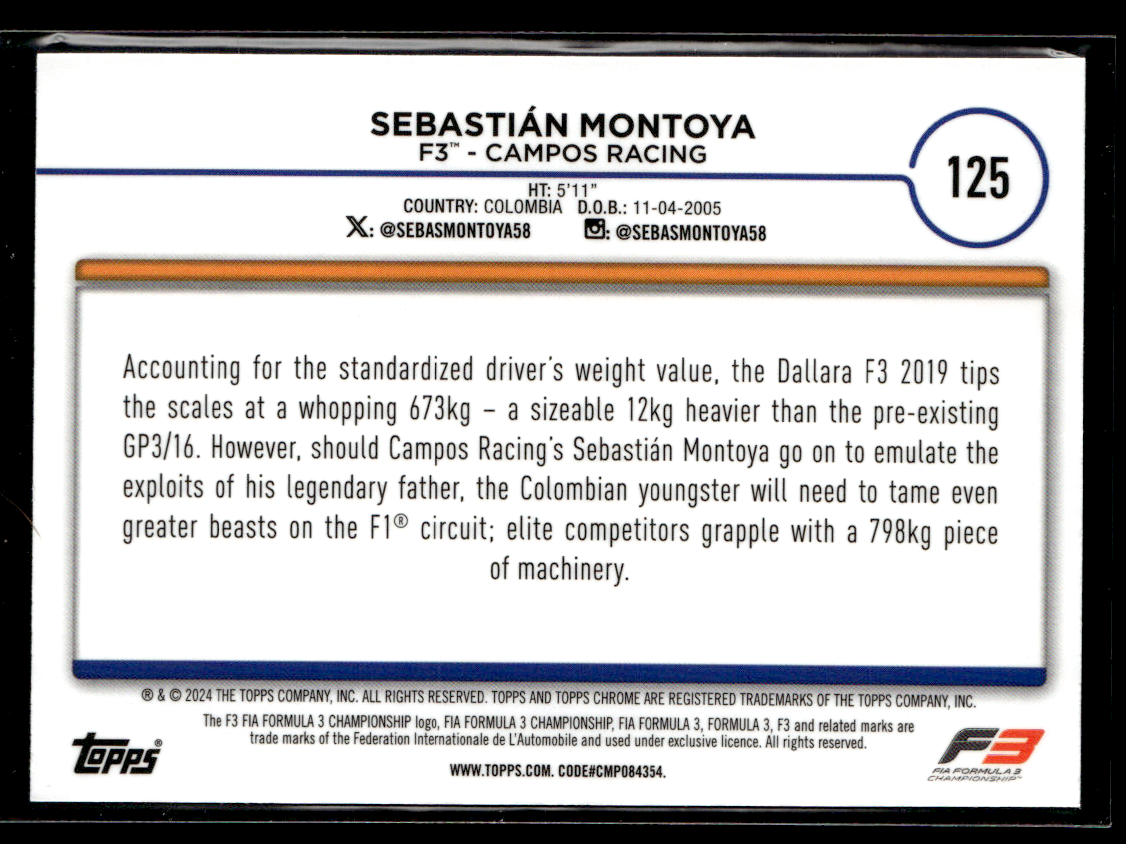 SEBASTIÁN MONTOYA
F3™ - CAMPOS RACING
125
HT: 5'11"
COUNTRY: COLOMBIA D.O.B.: 11-04-2005
X: @SEBASMONTOYA58 : @SEBASMONTOYA58
Accounting for the standardized driver's weight value, the Dallara F3 2019 tips
the scales at a whopping 673kg – a sizeable 12kg heavier than the pre-existing
GP3/16. However, should Campos Racing's Sebastián Montoya go on to emulate the
exploits of his legendary father, the Colombian youngster will need to tame even
greater beasts on the F1® circuit; elite competitors grapple with a 798kg piece
of machinery.
® & © 2024 THE TOPPS COMPANY, INC. ALL RIGHTS RESERVED. TOPPS AND TOPPS CHROME ARE REGISTERED TRADEMARKS OF THE TOPPS COMPANY, INC.
The F3 FIA FORMULA 3 CHAMPIONSHIP logo, FIA FORMULA 3 CHAMPIONSHIP, FIA FORMULA 3, FORMULA 3, F3 and related marks are
trade marks of the Federation Internationale de L'Automobile and used under exclusive licence. All rights reserved.
WWW.TOPPS.COM. CODE#CMP084354.
Topps®
F3
FIA FORMULA 3
CHAMPIONSHIP™